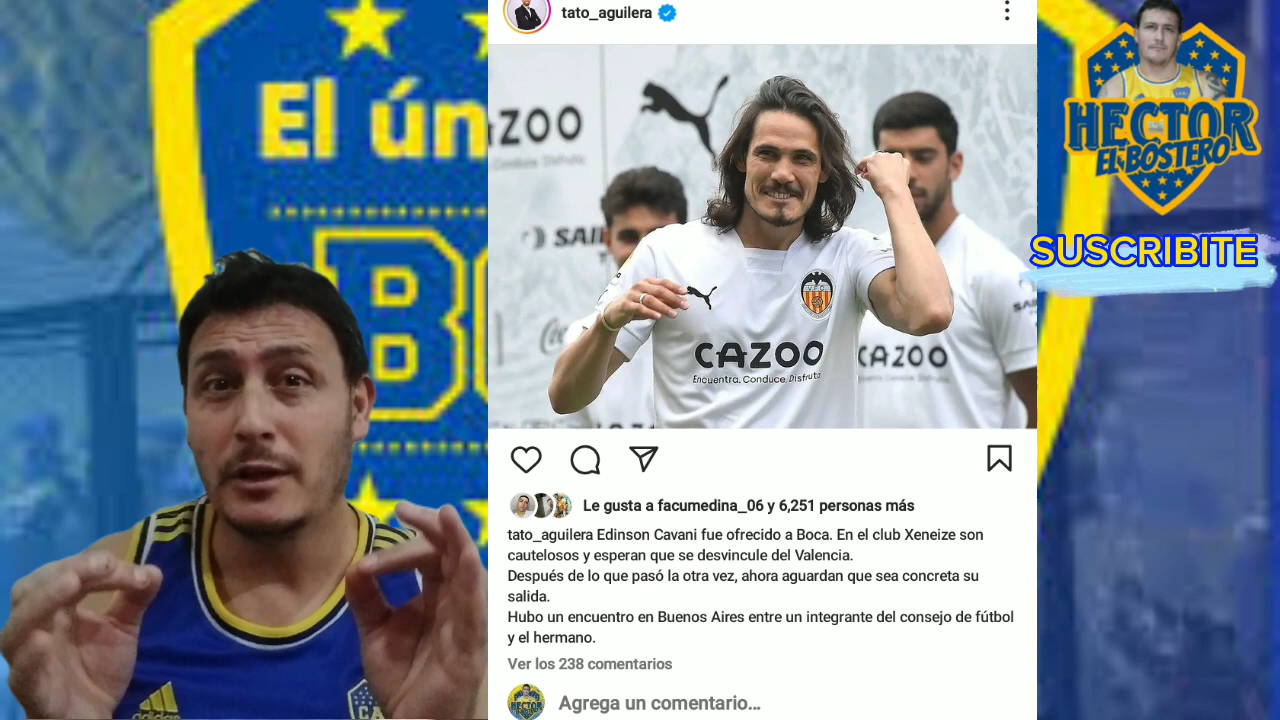 tato_aguilera
El ún
AZOO
CAZOO
Encuentra. Conduce. Disfruta
CAZOO
V.F.C.
SAI
HECTOR
EL BOSTERO
SUSCRIBITE
Le gusta a facumedina_06 y 6,251 personas más
tato_aguilera Edinson Cavani fue ofrecido a Boca. En el club Xeneize son
cautelosos y esperan que se desvincule del Valencia.
Después de lo que pasó la otra vez, ahora aguardan que sea concreta su
salida.
Hubo un encuentro en Buenos Aires entre un integrante del consejo de fútbol
y el hermano.
Ver los 238 comentarios
Agrega un comentario...
adidas
CA